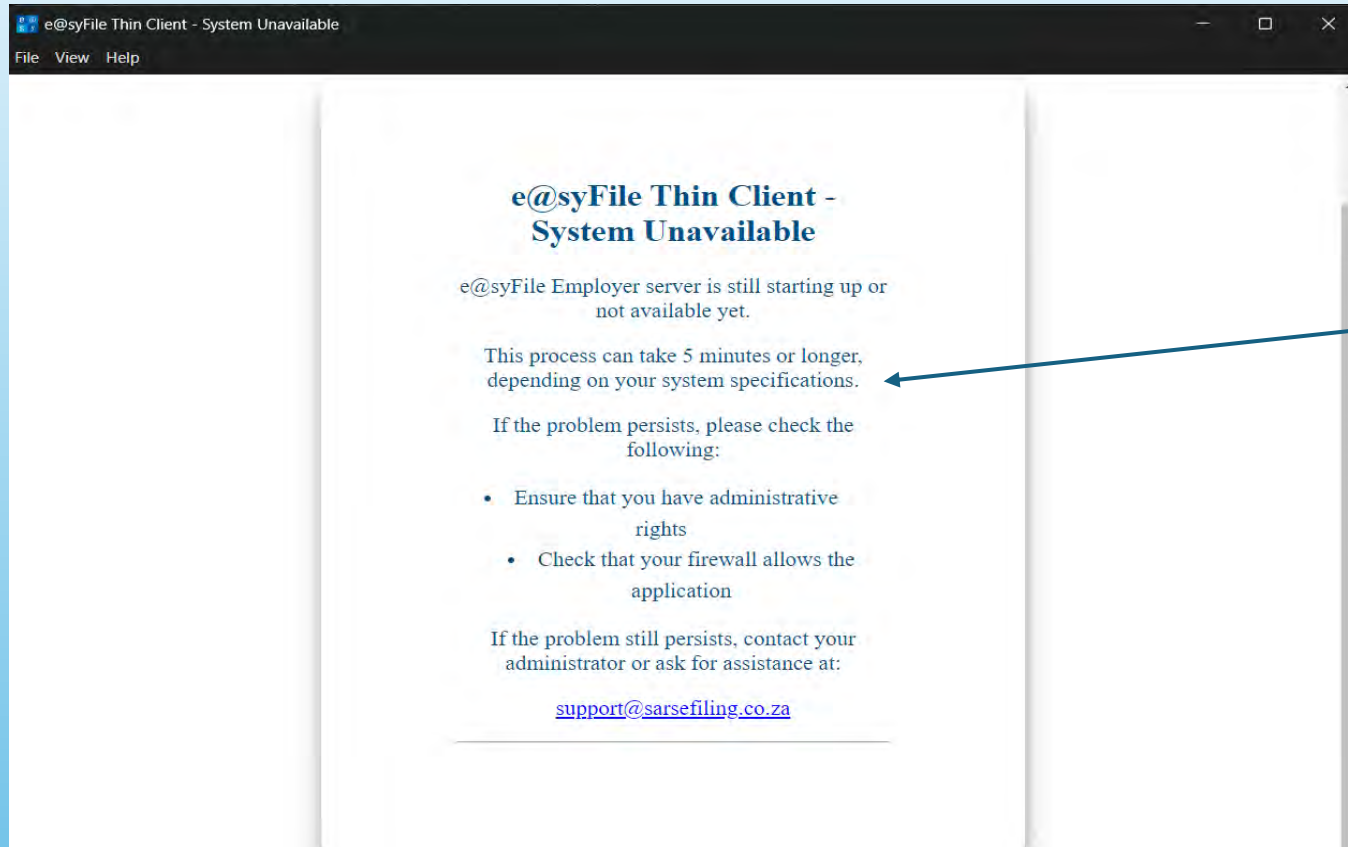 e@syFile Thin Client - System Unavailable
File View Help
e@syFile Thin Client -
System Unavailable
e@syFile Employer server is still starting up or
not available yet.
This process can take 5 minutes or longer,
depending on your system specifications.
If the problem persists, please check the
following:
• Ensure that you have administrative
rights
• Check that your firewall allows the
application
If the problem still persists, contact your
administrator or ask for assistance at:
support@sarsefiling.co.za